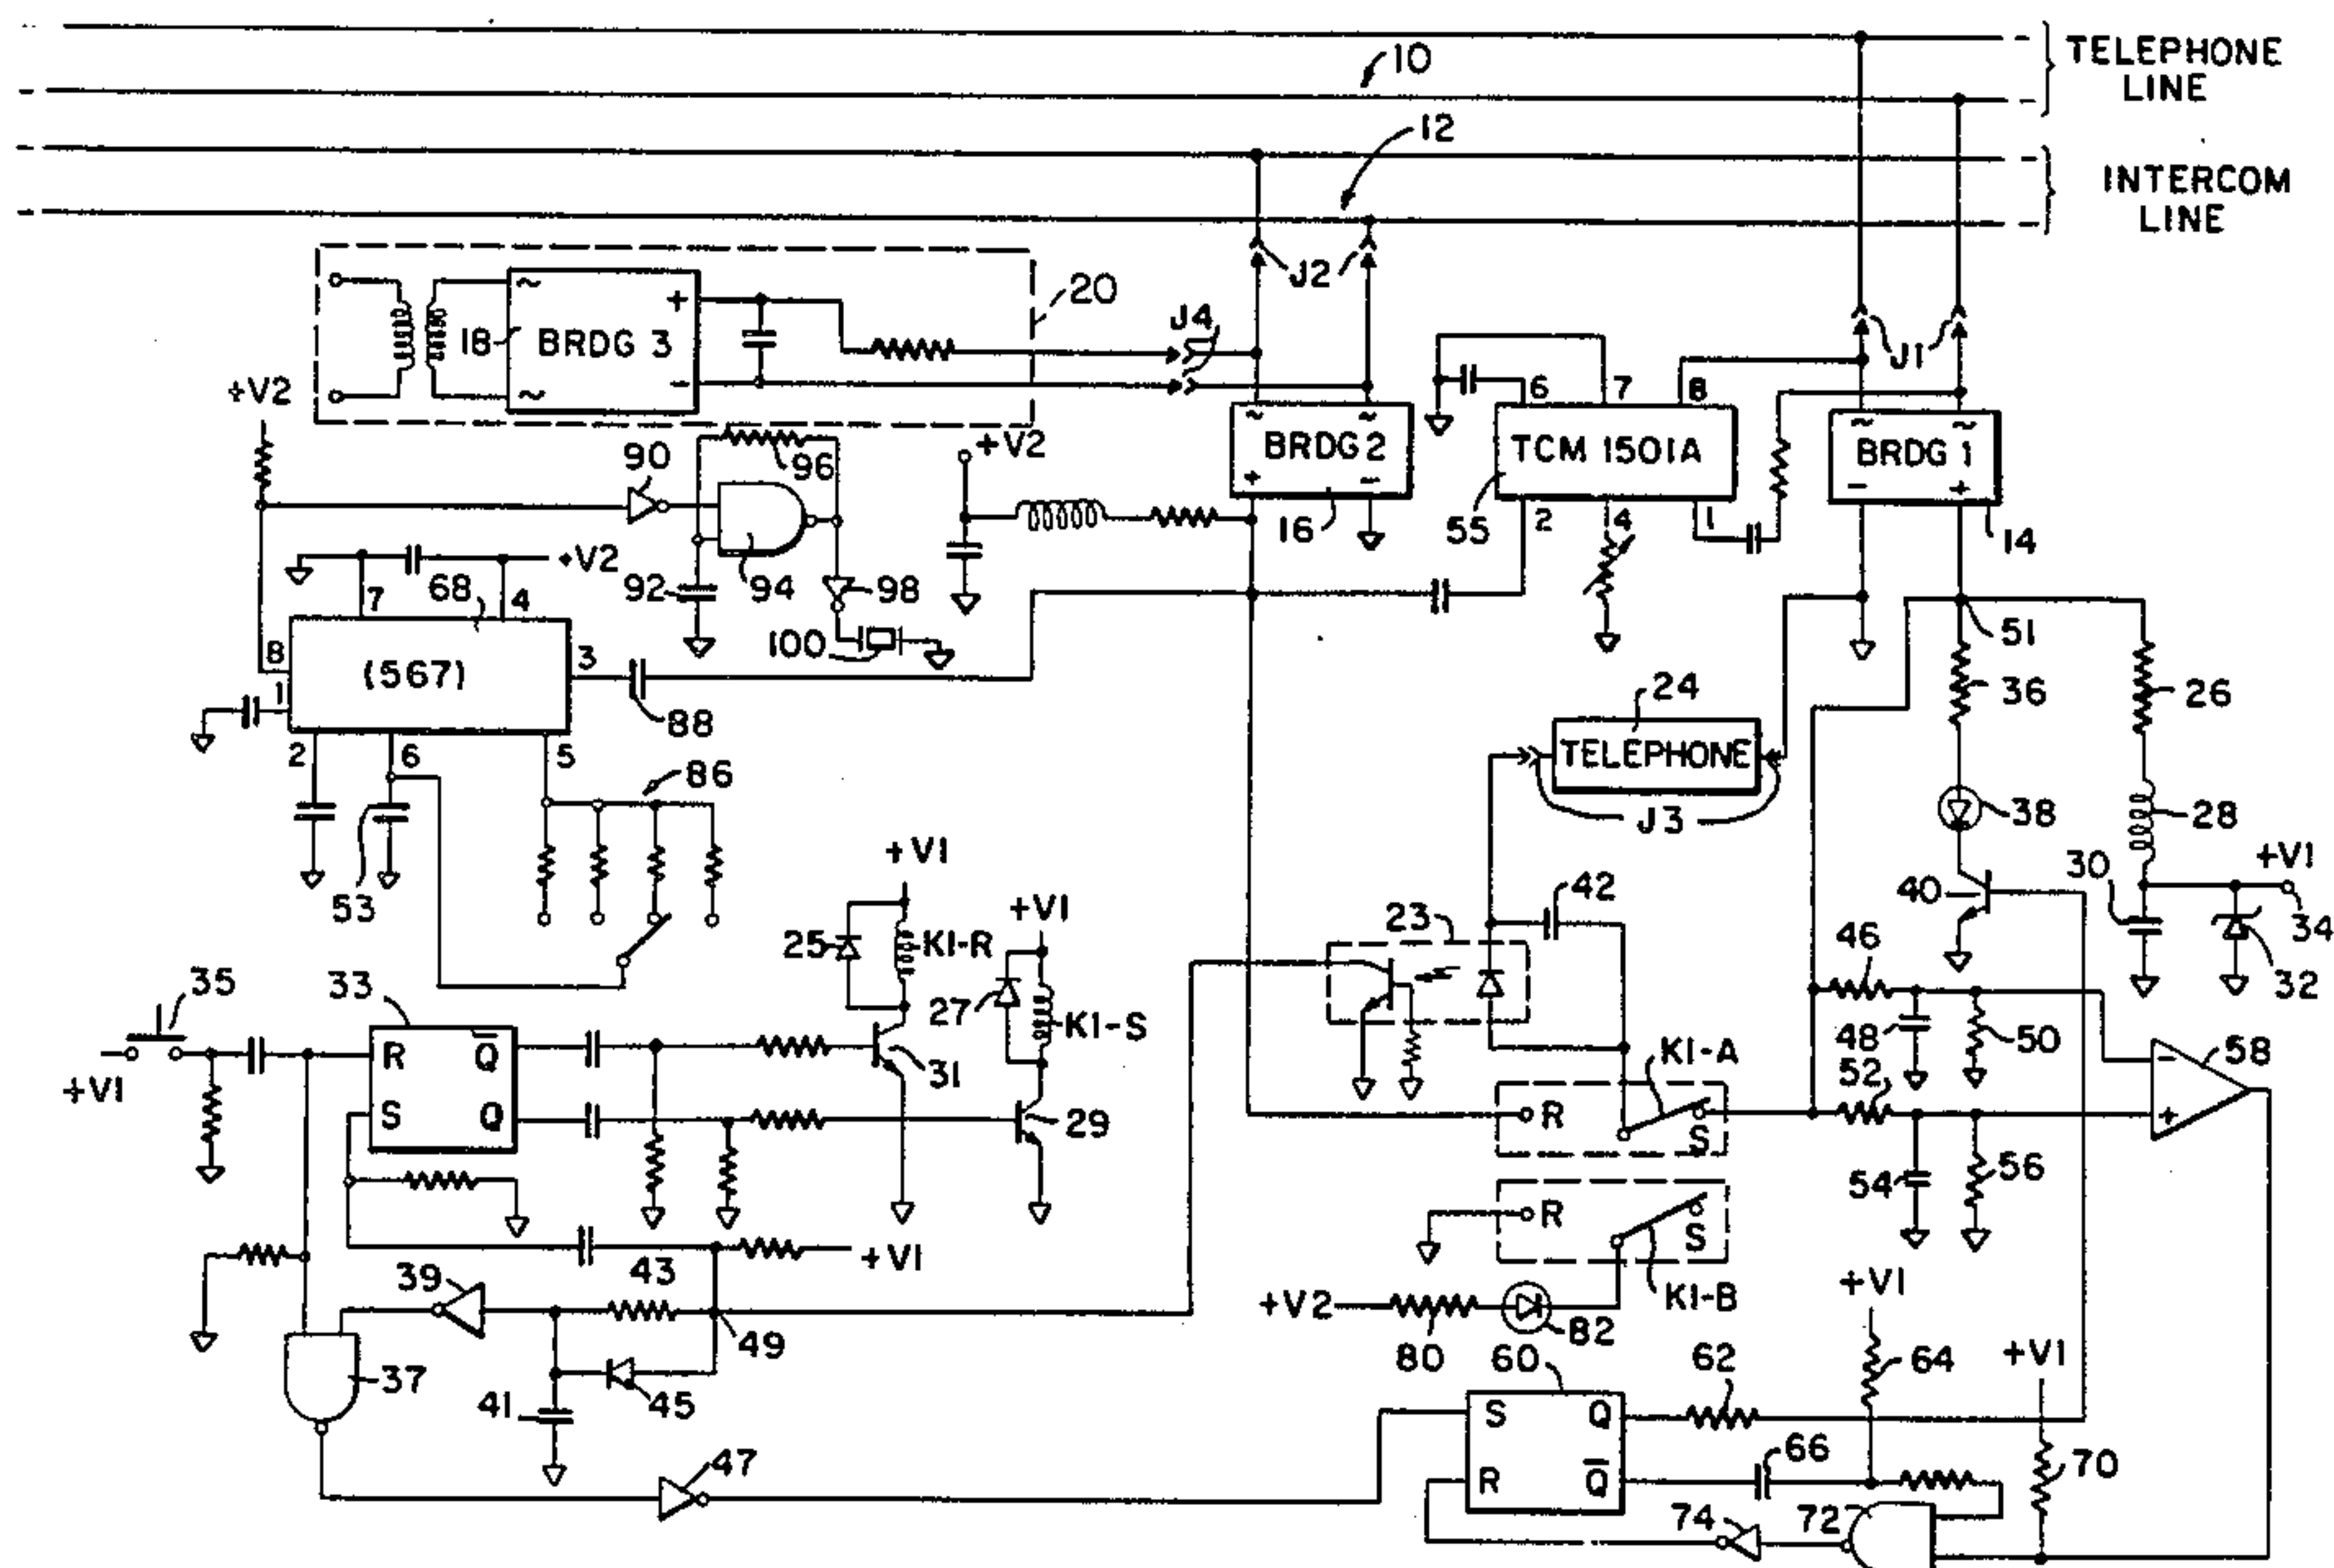 10
TELEPHONE
LINE
12
INTERCOM
LINE
J2
20
J4
J1
~
+
18
BRDG 3
-
~
6
7
8
+V2
~
~
BRDG 2
+
-
TCM 1501A
~
~
BRDG 1
-
+
90
96
+V2
55
2
4
1
16
14
+V2
7
68
4
92
94
98
100
51
8
(567)
3
1
88
24
36
26
2
6
5
TELEPHONE
86
J3
38
28
53
+V1
30
+V1
42
40
34
23
25
K1-R
+V1
46
32
35
33
27
K1-S
48
50
K1-A
58
+V1
R
Q̅
31
52
-
S
Q
29
R
S
+
54
56
R
S
+V1
39
43
K1-B
+V1
+V2
82
49
80
60
62
64
+V1
37
45
41
S
Q
47
66
70
R
Q̅
74
72